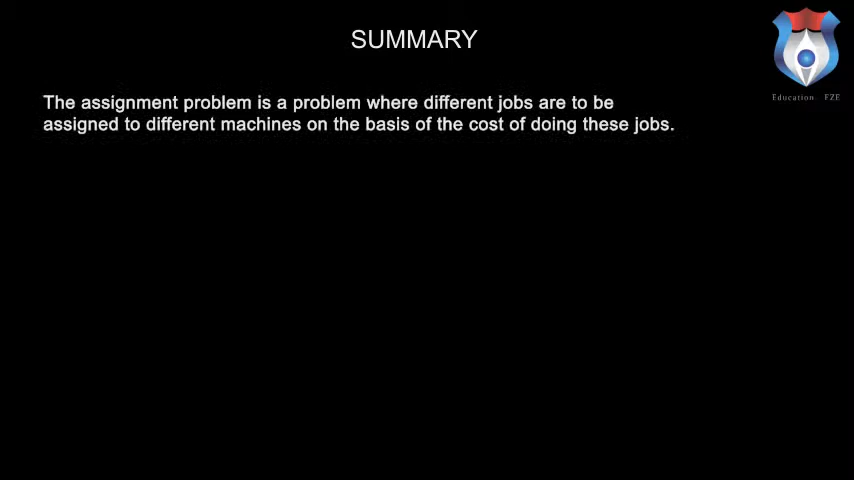 SUMMARY
The assignment problem is a problem where different jobs are to be
assigned to different machines on the basis of the cost of doing these jobs.
Education FZE